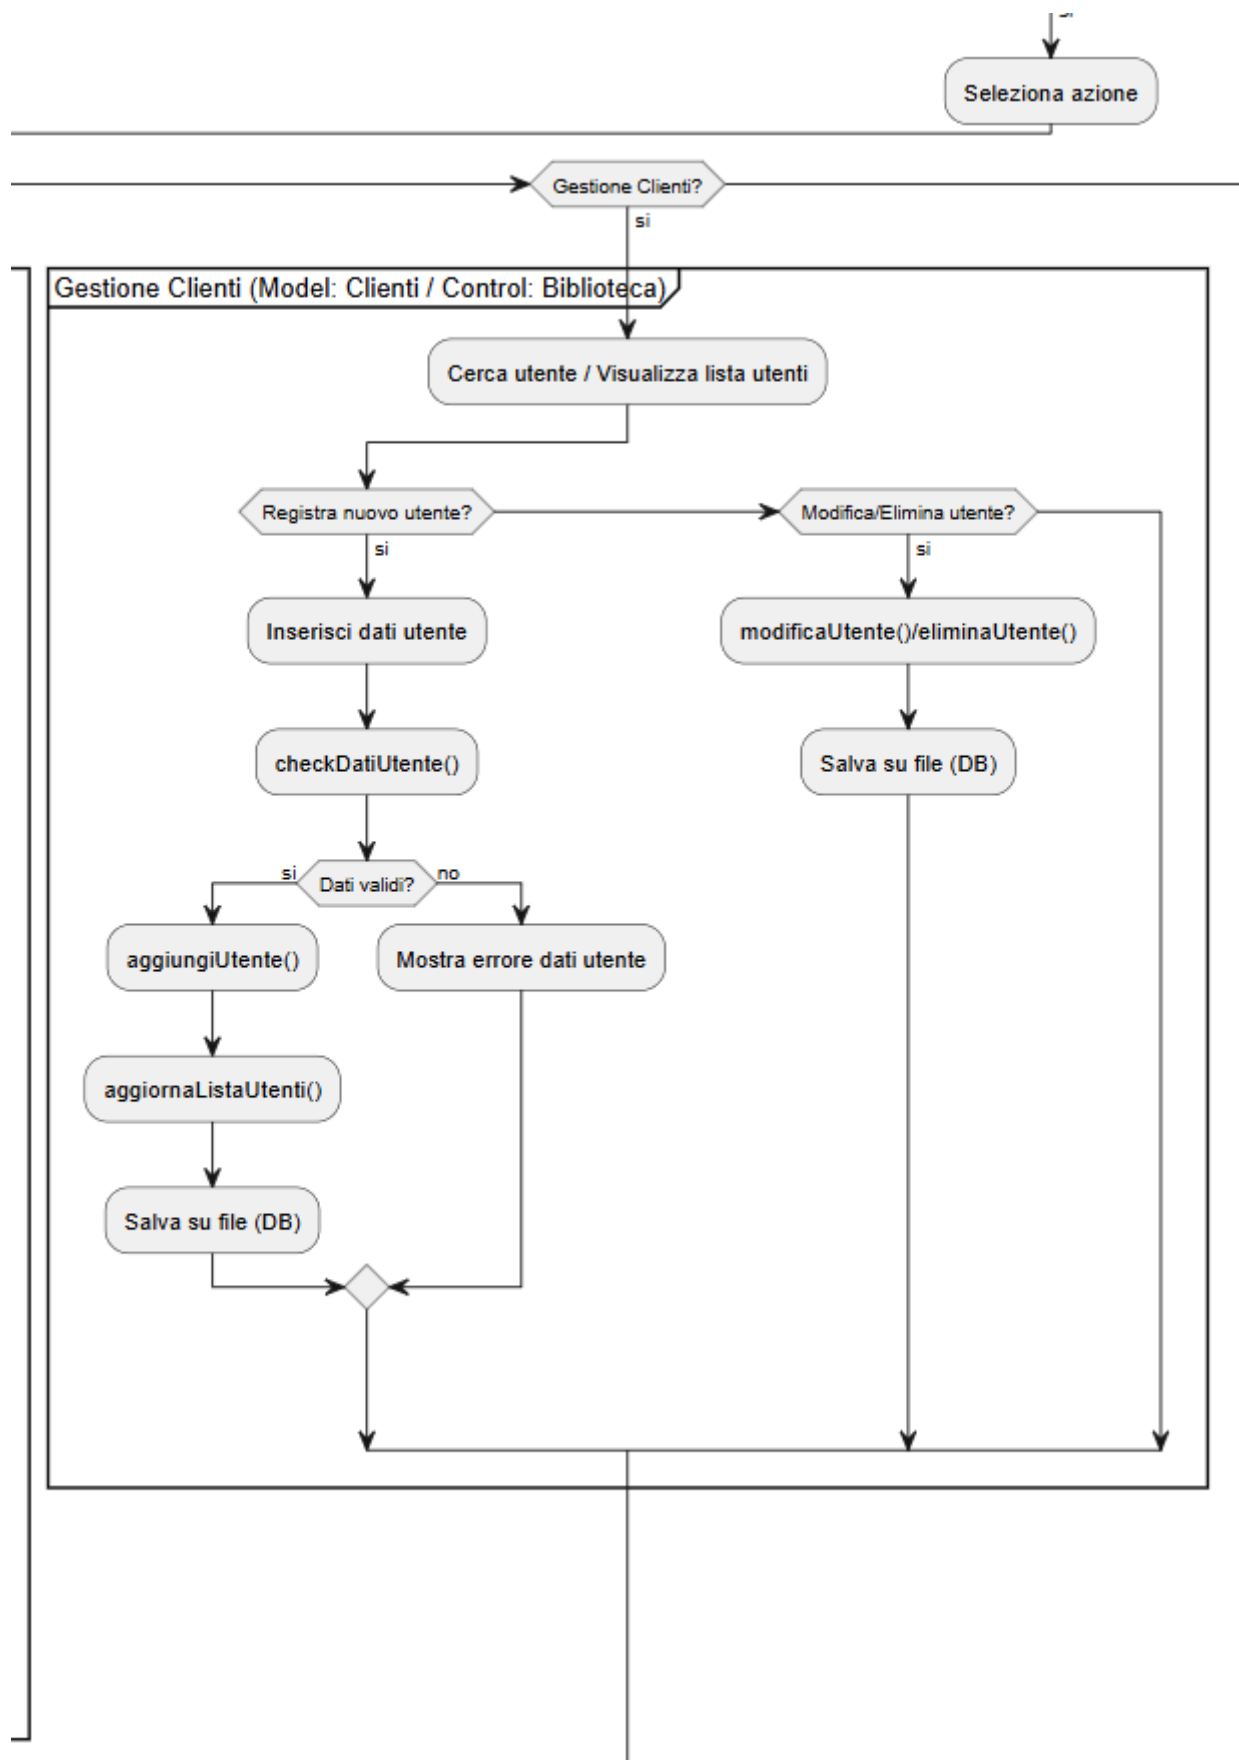 si
Seleziona azione
Gestione Clienti?
si
Gestione Clienti (Model: Clienti / Control: Biblioteca)
Cerca utente / Visualizza lista utenti
Registra nuovo utente?
Modifica/Elimina utente?
si
si
Inserisci dati utente
modificaUtente()/eliminaUtente()
checkDatiUtente()
Salva su file (DB)
si
Dati validi?
no
aggiungiUtente()
Mostra errore dati utente
aggiornaListaUtenti()
Salva su file (DB)